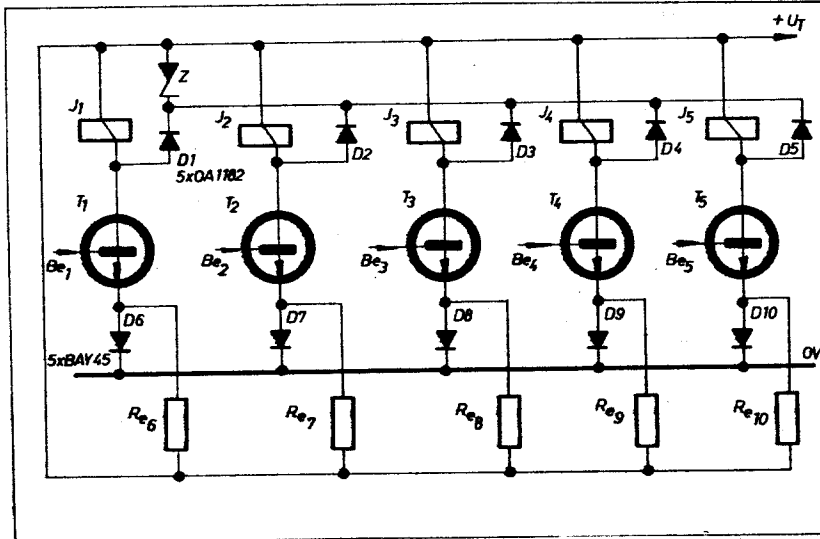 +U_T
Z
J1
J2
J3
J4
J5
D1
D2
D3
D4
D5
5xOA1182
T1
T2
T3
T4
T5
Be1
Be2
Be3
Be4
Be5
D6
D7
D8
D9
D10
5xBAY45
0V
Re6
Re7
Re8
Re9
Re10